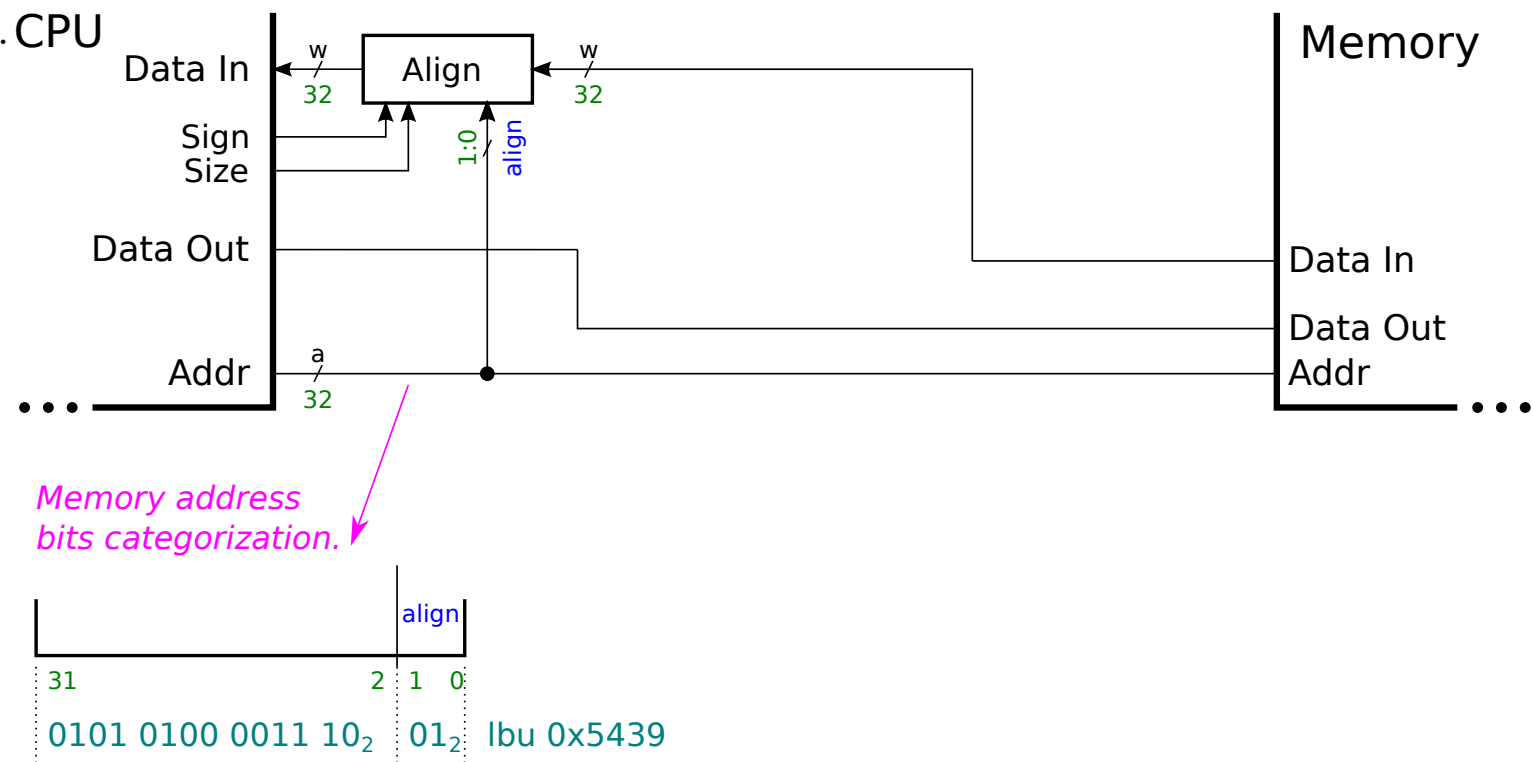 .CPU
Memory
Data In
w
32
Align
w
32
Sign
Size
1:0
align
Data Out
Data In
Data Out
Addr
a
32
Addr
• • •
• • •
Memory address
bits categorization.
align
31 2 1 0
0101 0100 0011 10₂ 01₂ lbu 0x5439